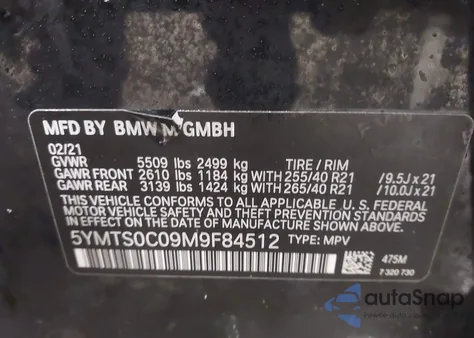 MFD BY BMW M GMBH
02/21
GVWR 5509 lbs 2499 kg TIRE / RIM
GAWR FRONT 2610 lbs 1184 kg WITH 255/40 R21 / 9.5J x 21
GAWR REAR 3139 lbs 1424 kg WITH 265/40 R21 / 10.0J x 21
THIS VEHICLE CONFORMS TO ALL APPLICABLE U. S. FEDERAL
MOTOR VEHICLE SAFETY AND THEFT PREVENTION STANDARDS
IN EFFECT ON THE DATE OF MANUFACTURE SHOWN ABOVE.
5YMTS0C09M9F84512 TYPE: MPV
475M
7 320 730
autoSnap